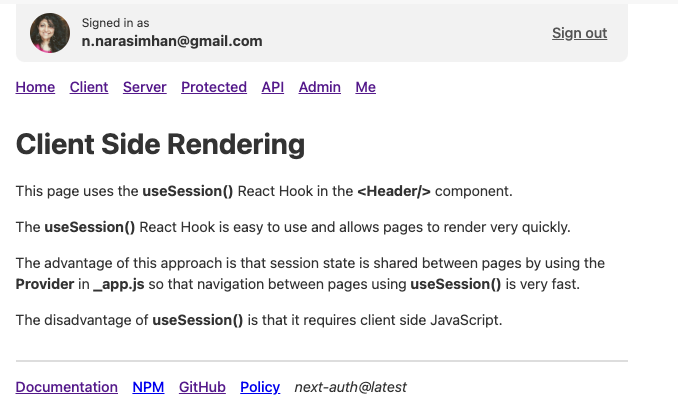 Signed in as
n.narasimhan@gmail.com
Sign out
Home Client Server Protected API Admin Me
Client Side Rendering
This page uses the useSession() React Hook in the <Header/> component.
The useSession() React Hook is easy to use and allows pages to render very quickly.
The advantage of this approach is that session state is shared between pages by using the
Provider in _app.js so that navigation between pages using useSession() is very fast.
The disadvantage of useSession() is that it requires client side JavaScript.
Documentation NPM GitHub Policy next-auth@latest